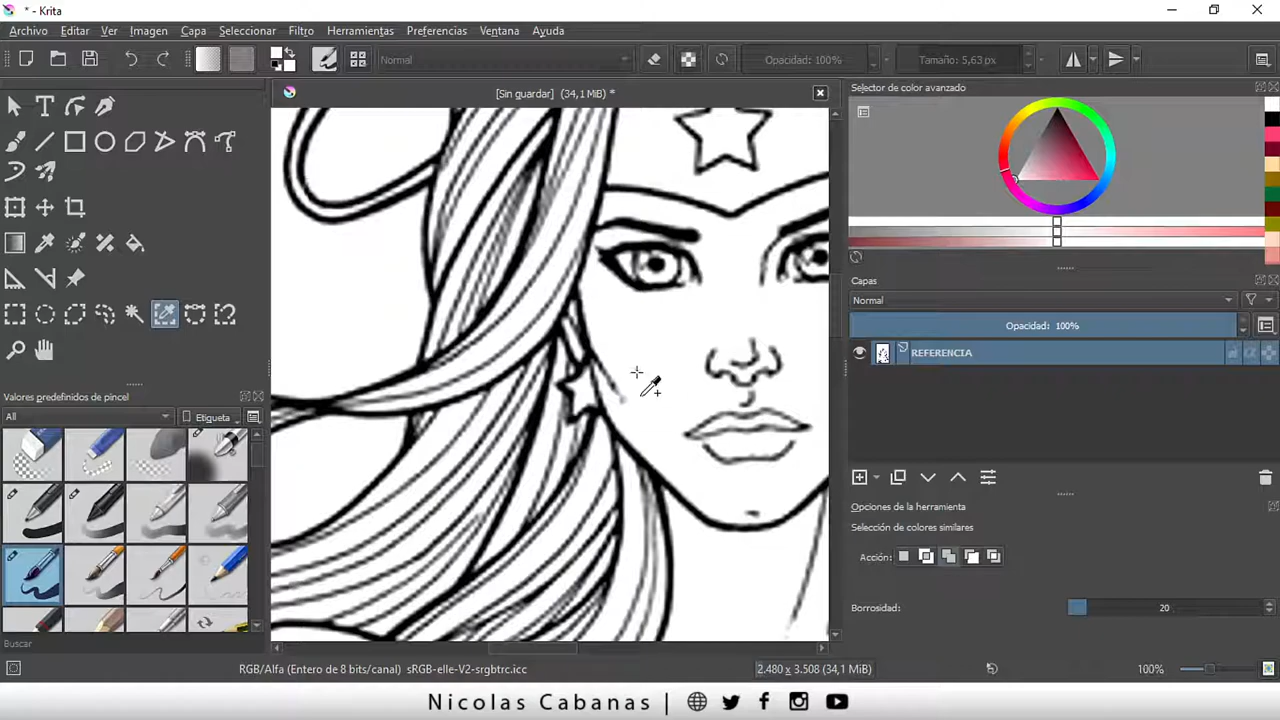 * - Krita
Archivo Editar Ver Imagen Capa Seleccionar Filtro Herramientas Preferencias Ventana Ayuda
Normal
Opacidad: 100%
Tamaño: 5,63 px
[Sin guardar] (34,1 MiB) *
Selector de color avanzado
Capas
Normal
Opacidad: 100%
REFERENCIA
Valores predefinidos de pincel
All
Etiqueta
Buscar
Opciones de la herramienta
Selección de colores similares
Acción:
Borrosidad:
20
RGB/Alfa (Entero de 8 bits/canal) sRGB-elle-V2-srgbtrc.icc
2.480 x 3.508 (34,1 MiB)
100%
Nicolas Cabanas |